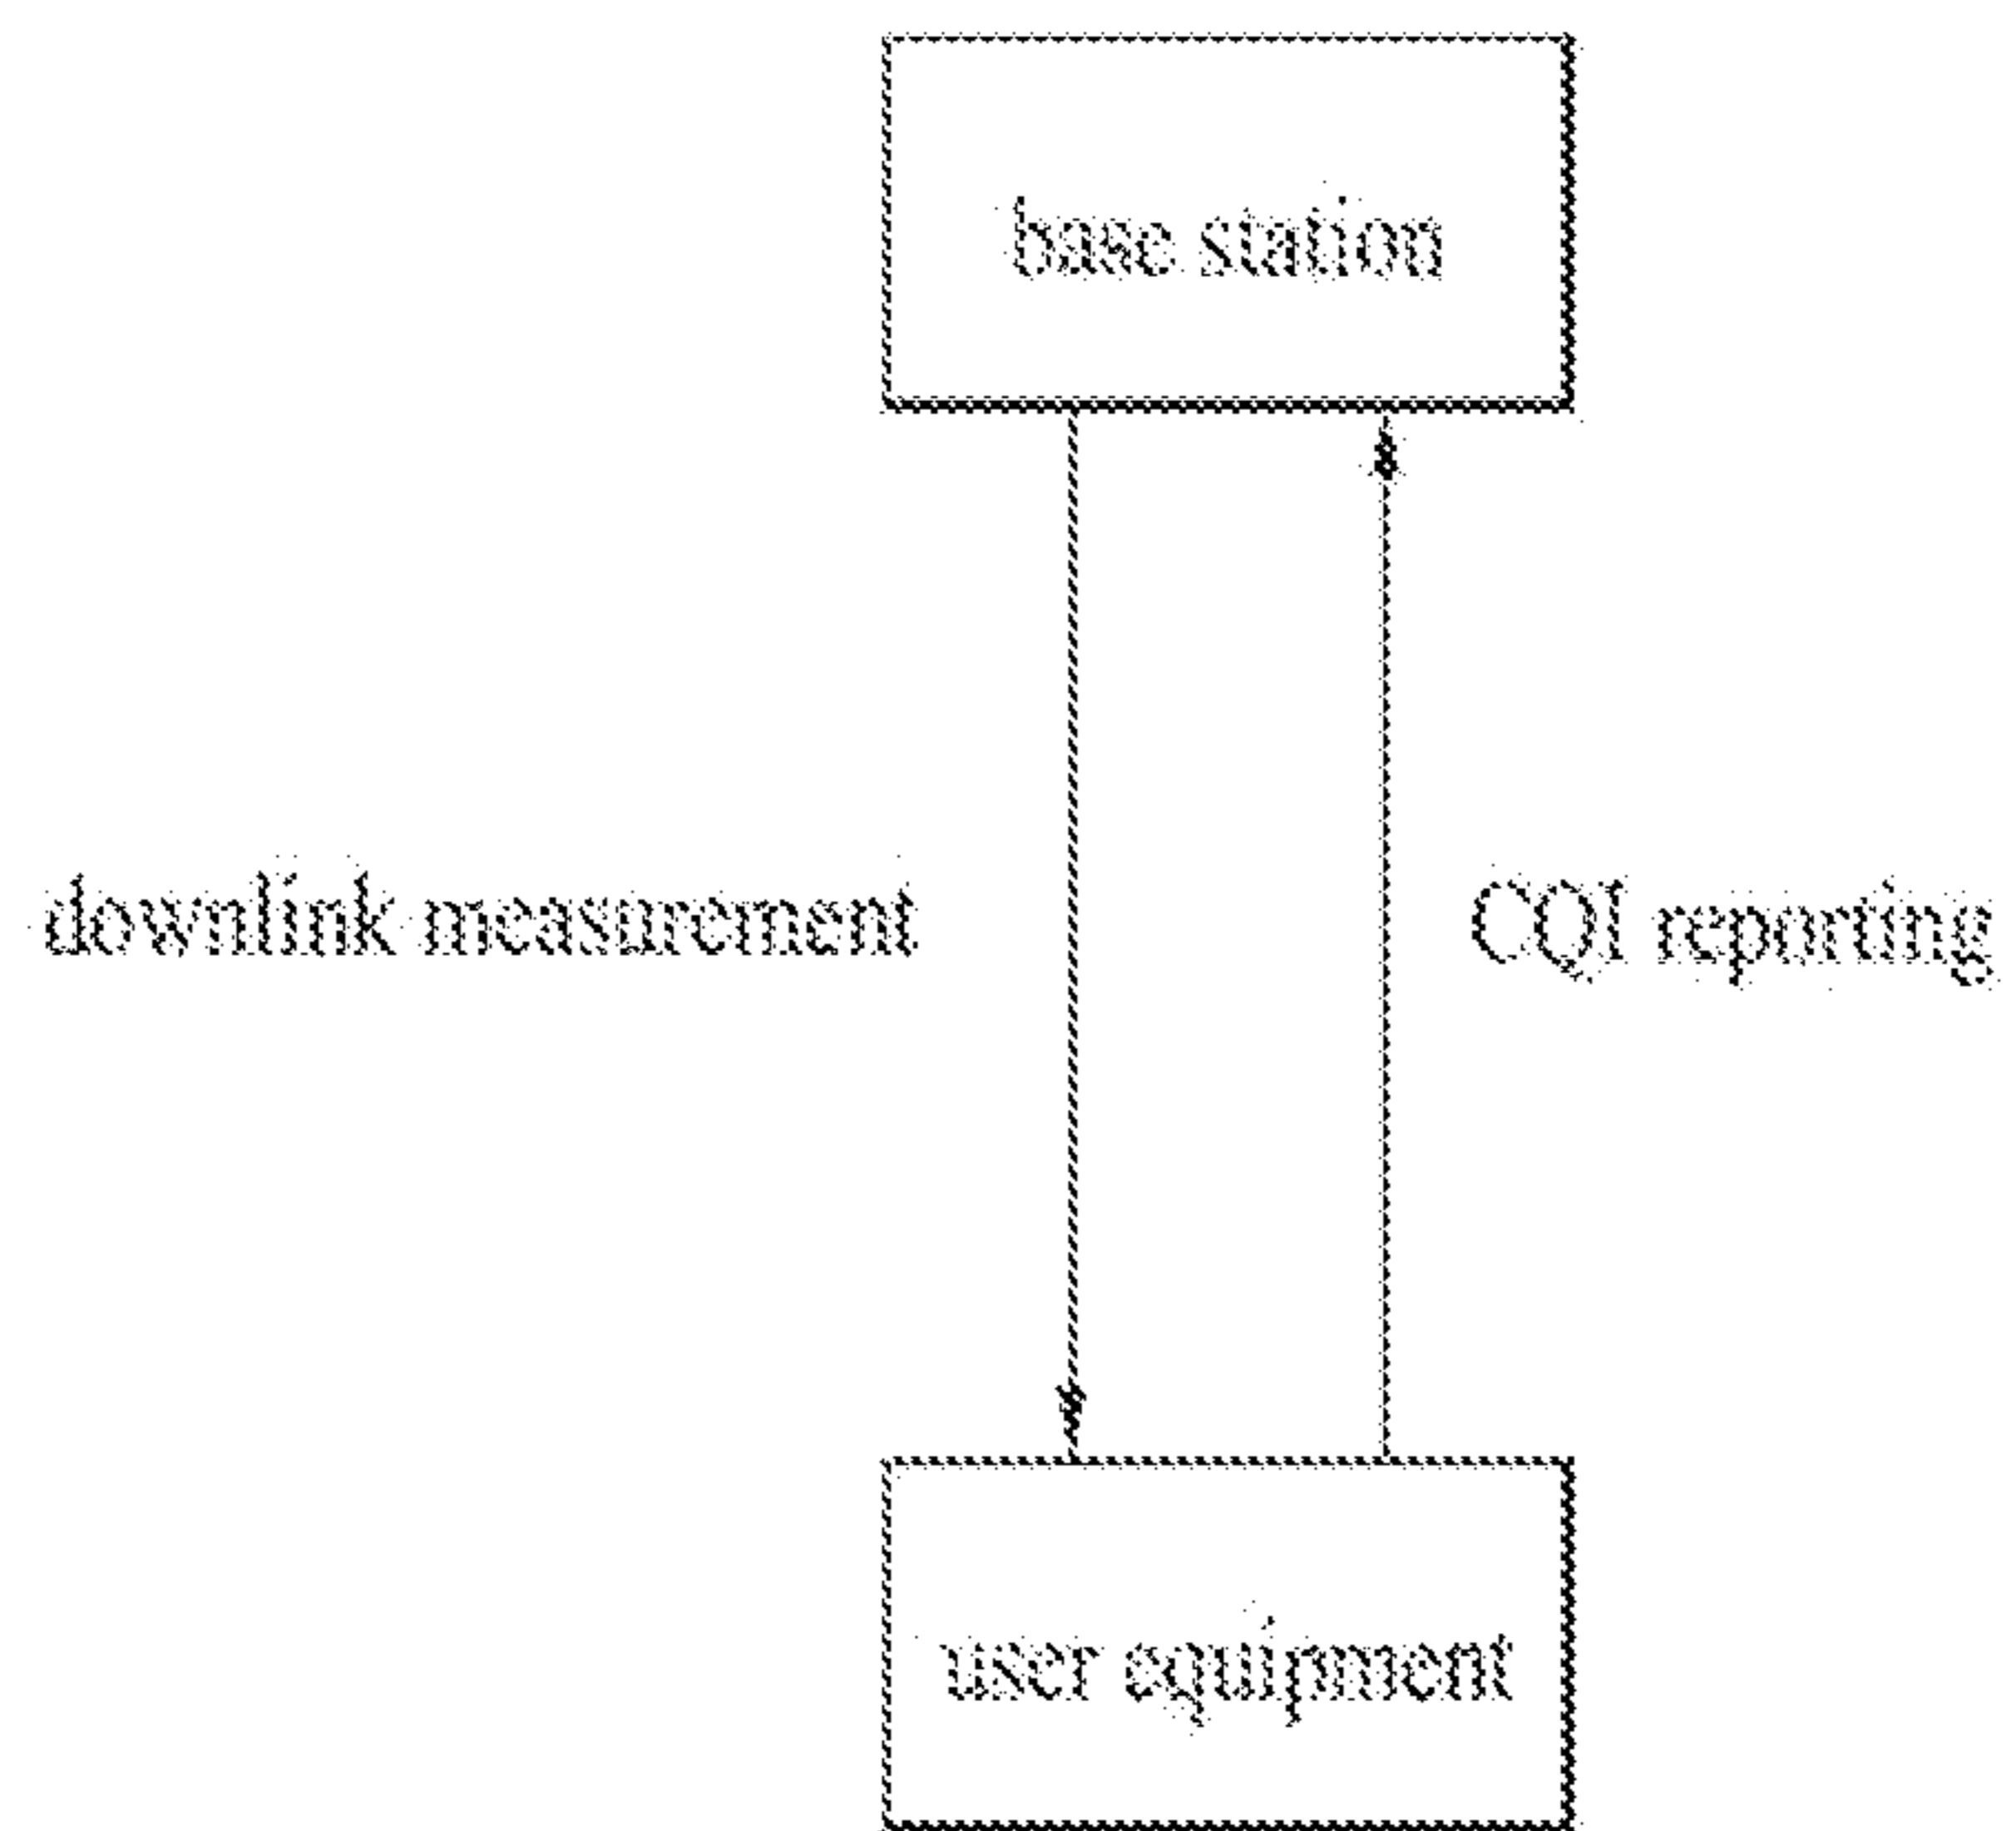 base station
downlink measurement
CQI reporting
user equipment